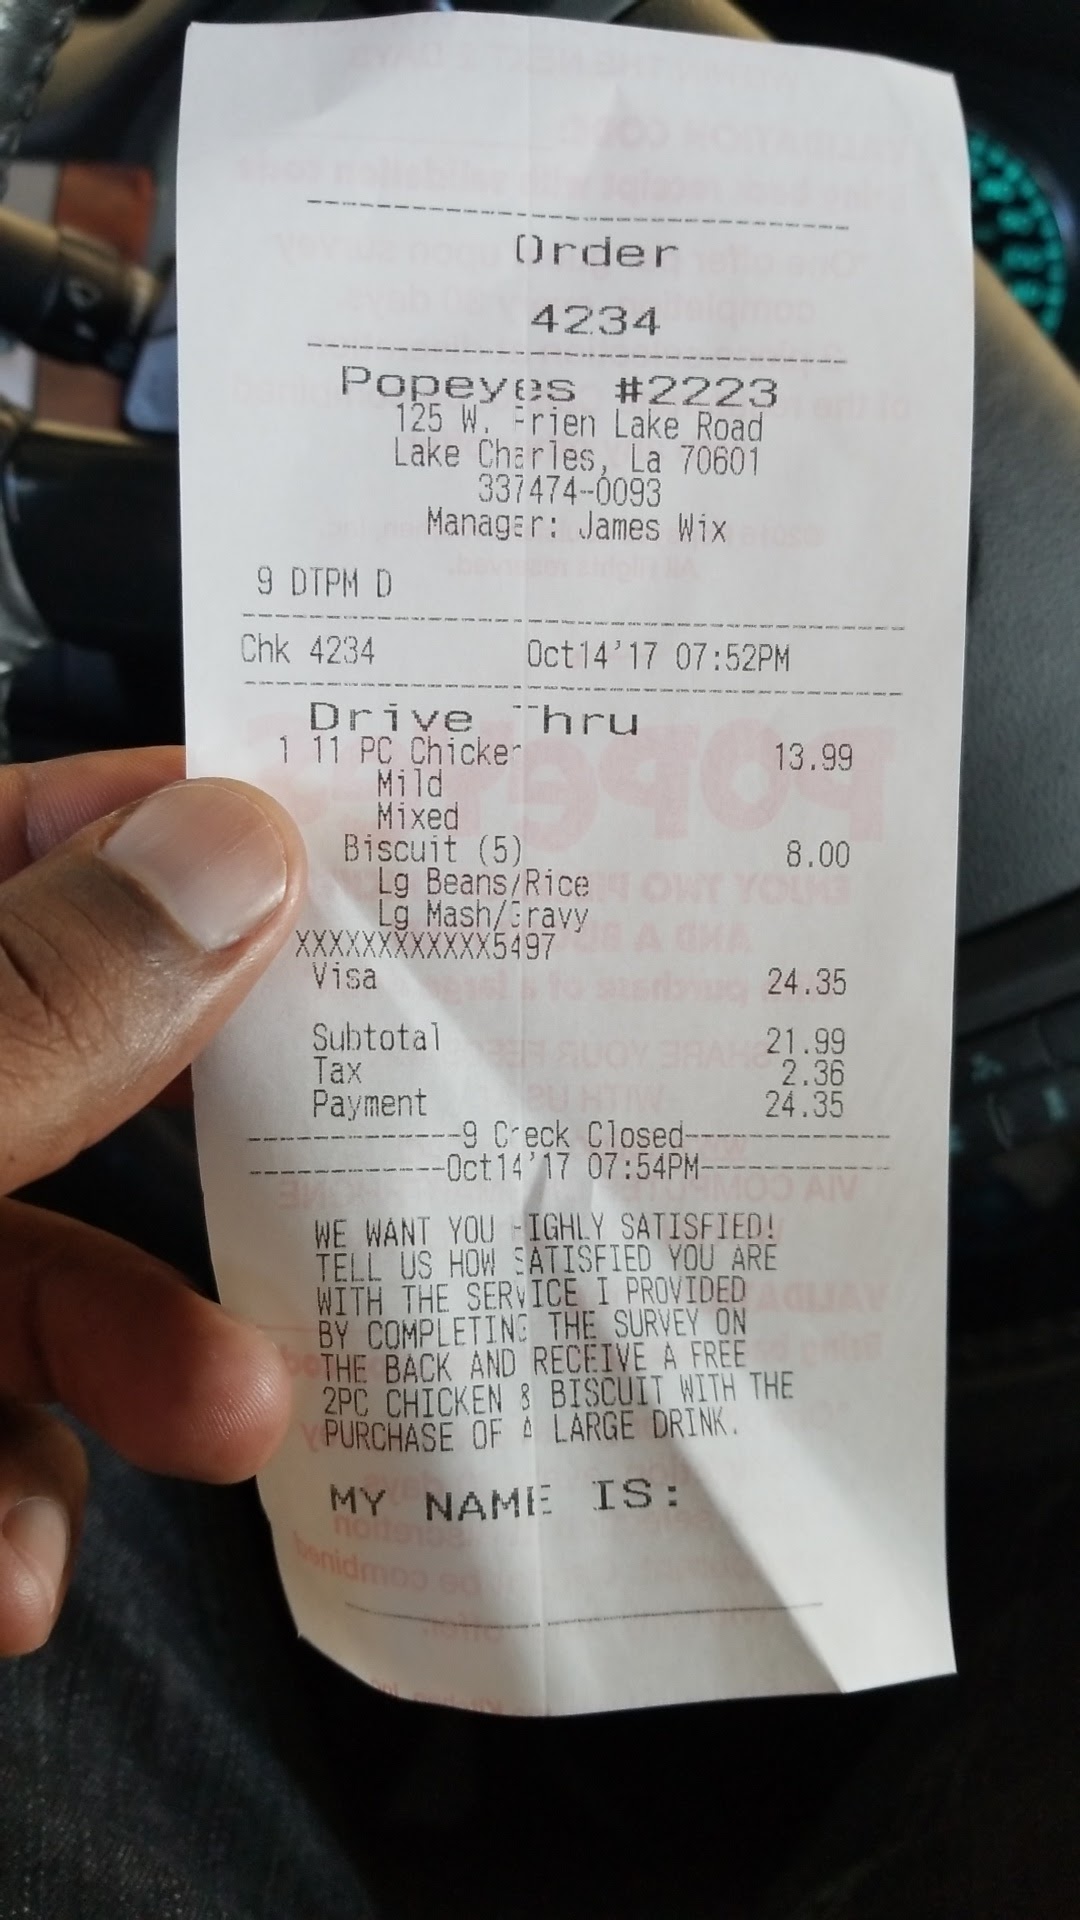 Order
4234
Popeyes #2223
125 W. Prien Lake Road
Lake Charles, La 70601
337474-0093
Manager: James Wix
9 DTPM D
Chk 4234 Oct14'17 07:52PM
Drive Thru
1 11 PC Chicken 13.99
Mild
Mixed
Biscuit (5) 8.00
Lg Beans/Rice
Lg Mash/Gravy
XXXXXXXXXXXX5497
Visa 24.35
Subtotal 21.99
Tax 2.36
Payment 24.35
------------9 Check Closed------------
-----------Oct14'17 07:54PM-----------
WE WANT YOU HIGHLY SATISFIED!
TELL US HOW SATISFIED YOU ARE
WITH THE SERVICE I PROVIDED
BY COMPLETING THE SURVEY ON
THE BACK AND RECEIVE A FREE
2PC CHICKEN & BISCUIT WITH THE
PURCHASE OF A LARGE DRINK.
MY NAME IS: